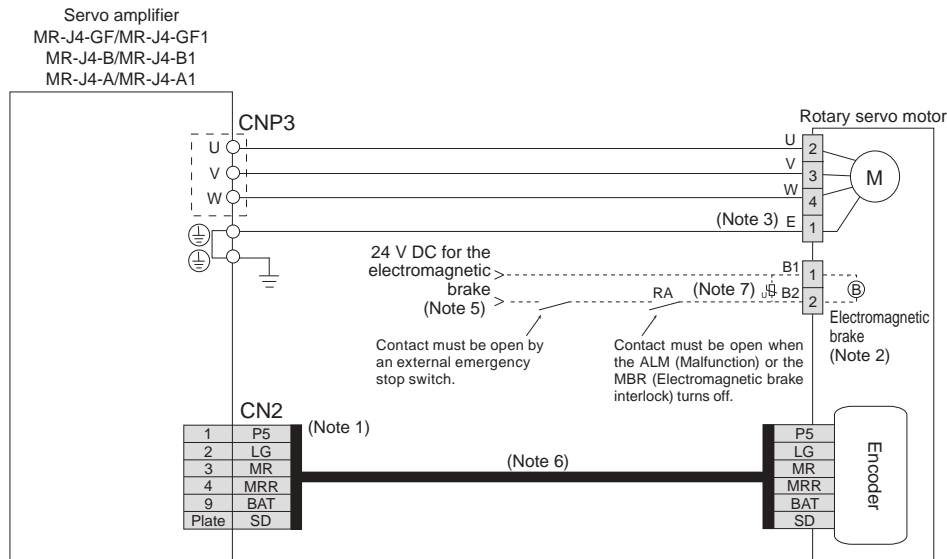 Servo amplifier
MR-J4-GF/MR-J4-GF1
MR-J4-B/MR-J4-B1
MR-J4-A/MR-J4-A1
CNP3
Rotary servo motor
U
U
2
V
V
3
M
W
W
4
(Note 3) E
1
24 V DC for the
electromagnetic
brake
(Note 5)
B1
1
RA
(Note 7)
U
B2
2
B
Electromagnetic
brake
(Note 2)
Contact must be open by
an external emergency
stop switch.
Contact must be open when
the ALM (Malfunction) or the
MBR (Electromagnetic brake
interlock) turns off.
CN2
(Note 1)
(Note 6)
1 P5
2 LG
3 MR
4 MRR
9 BAT
Plate SD
P5
LG
MR
MRR
BAT
SD
Encoder